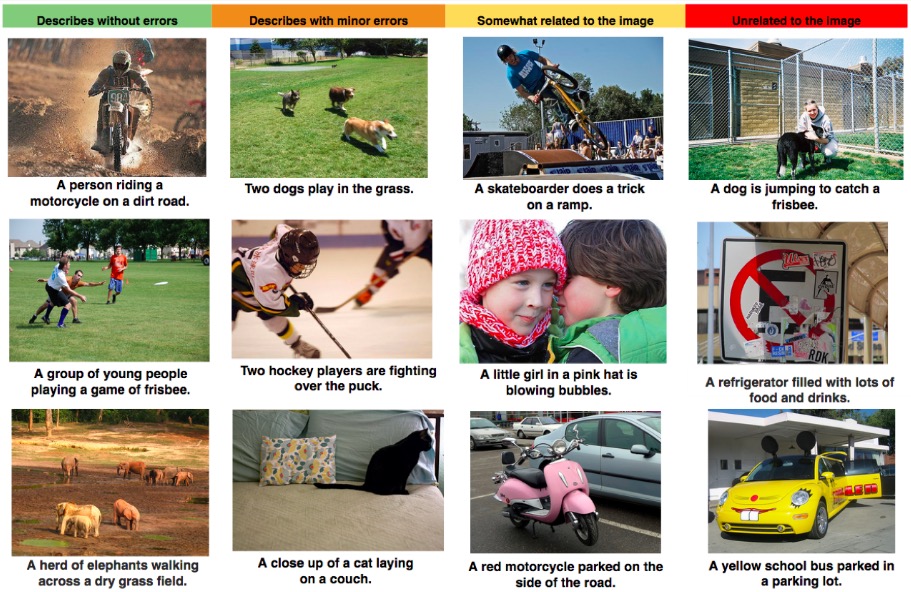 Describes without errors
Describes with minor errors
Somewhat related to the image
Unrelated to the image
A person riding a
motorcycle on a dirt road.
Two dogs play in the grass.
A skateboarder does a trick
on a ramp.
A dog is jumping to catch a
frisbee.
RDK
A group of young people
playing a game of frisbee.
Two hockey players are fighting
over the puck.
A little girl in a pink hat is
blowing bubbles.
A refrigerator filled with lots of
food and drinks.
A herd of elephants walking
across a dry grass field.
A close up of a cat laying
on a couch.
A red motorcycle parked on the
side of the road.
A yellow school bus parked in
a parking lot.